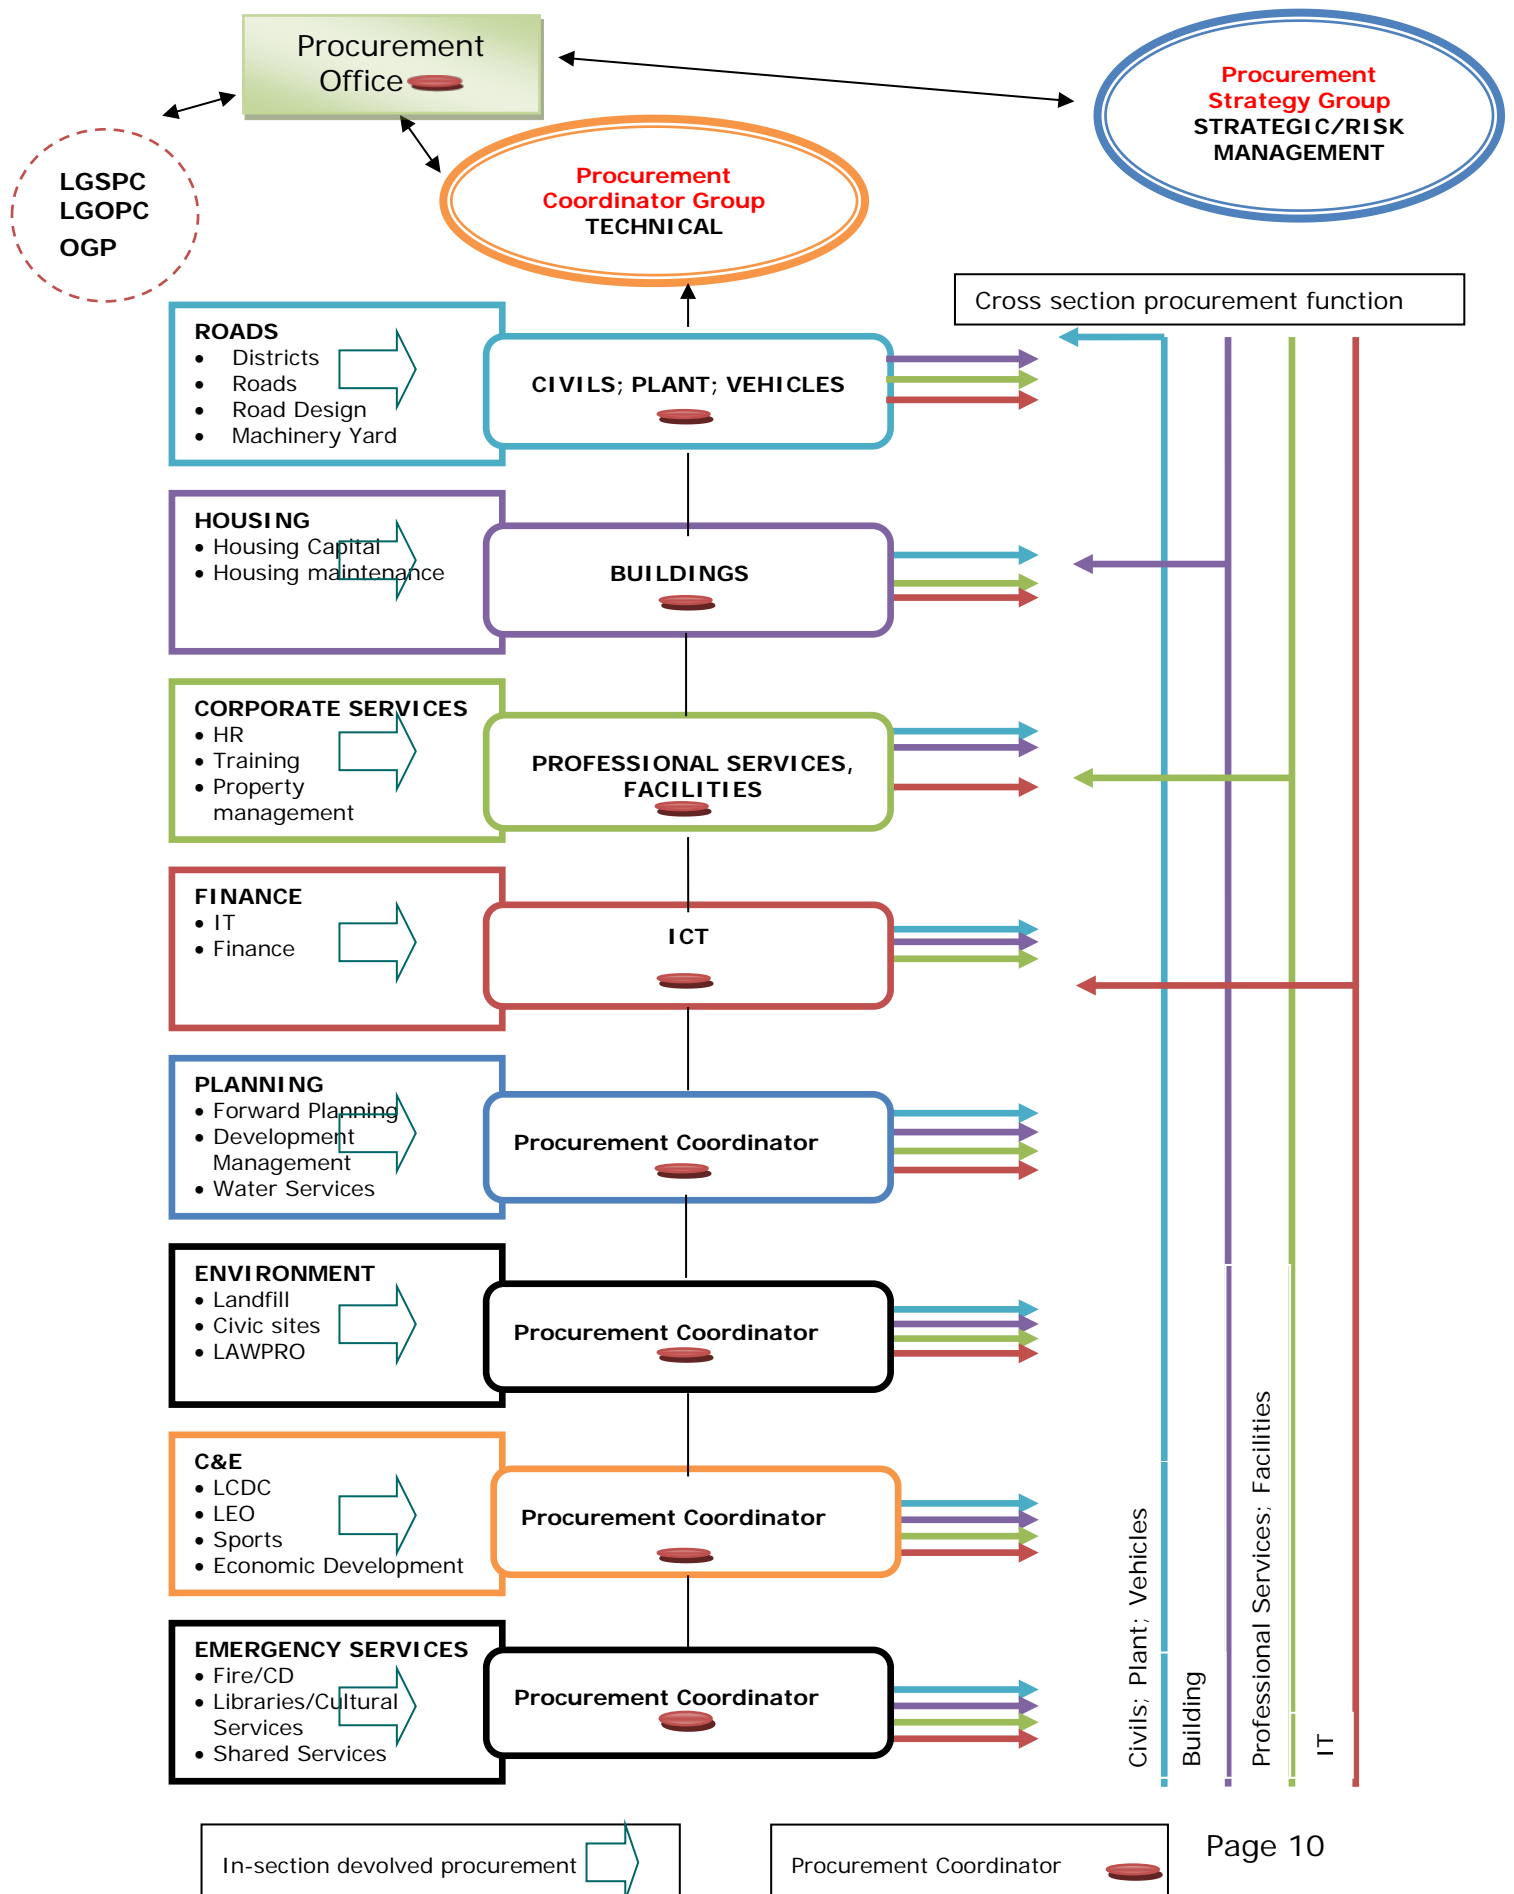 Procurement
Office
Procurement
Strategy Group
STRATEGIC/RISK
MANAGEMENT
LGSPC
LGOPC
OGP
Procurement
Coordinator Group
TECHNICAL
Cross section procurement function
ROADS
• Districts
• Roads
• Road Design
• Machinery Yard
CIVILS; PLANT; VEHICLES
HOUSING
• Housing Capital
• Housing maintenance
BUILDINGS
CORPORATE SERVICES
• HR
• Training
• Property
management
PROFESSIONAL SERVICES,
FACILITIES
FINANCE
• IT
• Finance
ICT
PLANNING
• Forward Planning
• Development
Management
• Water Services
Procurement Coordinator
ENVIRONMENT
• Landfill
• Civic sites
• LAWPRO
Procurement Coordinator
C&E
• LCDC
• LEO
• Sports
• Economic Development
Procurement Coordinator
EMERGENCY SERVICES
• Fire/CD
• Libraries/Cultural
Services
• Shared Services
Procurement Coordinator
Civils; Plant; Vehicles
Building
Professional Services; Facilities
IT
In-section devolved procurement
Procurement Coordinator
Page 10